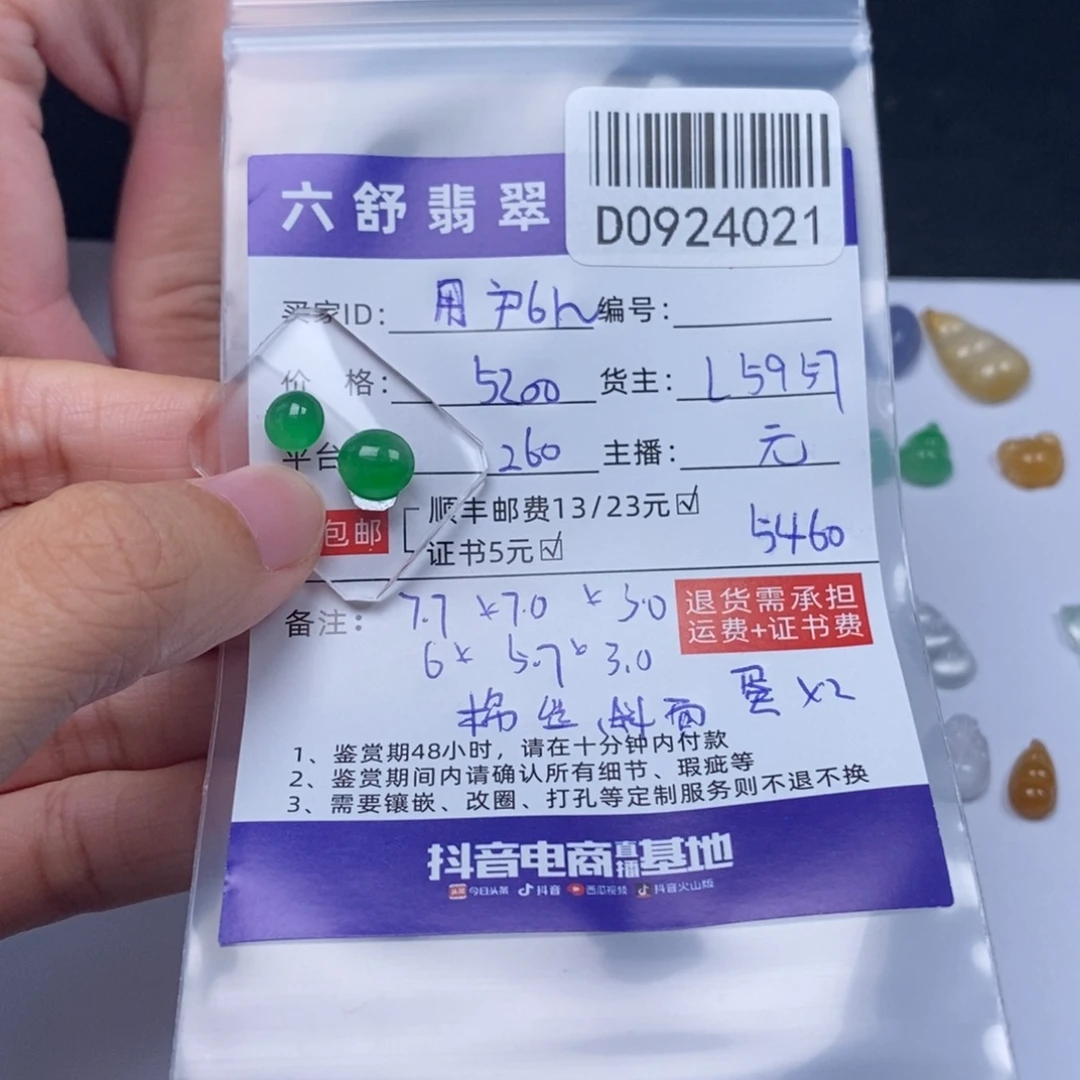 六舒翡翠
D0924021
买家ID: 用户6h 编号:
价 格: 5200 货主: L59
平台 260 主播: 元
包邮 顺丰邮费13/23元☑
证书5元☑ 5460
备注: 7.7×7.0×3.0
退货需承担
运费+证书费
6×5.7×3.0
棉 纹 斜面 蛋×2
1、鉴赏期48小时，请在十分钟内付款
2、鉴赏期间内请确认所有细节、瑕疵等
3、需要镶嵌、改圈、打孔等定制服务则不退不换
抖音电商直播基地
头条 今日头条 抖音 西瓜视频 抖音火山版